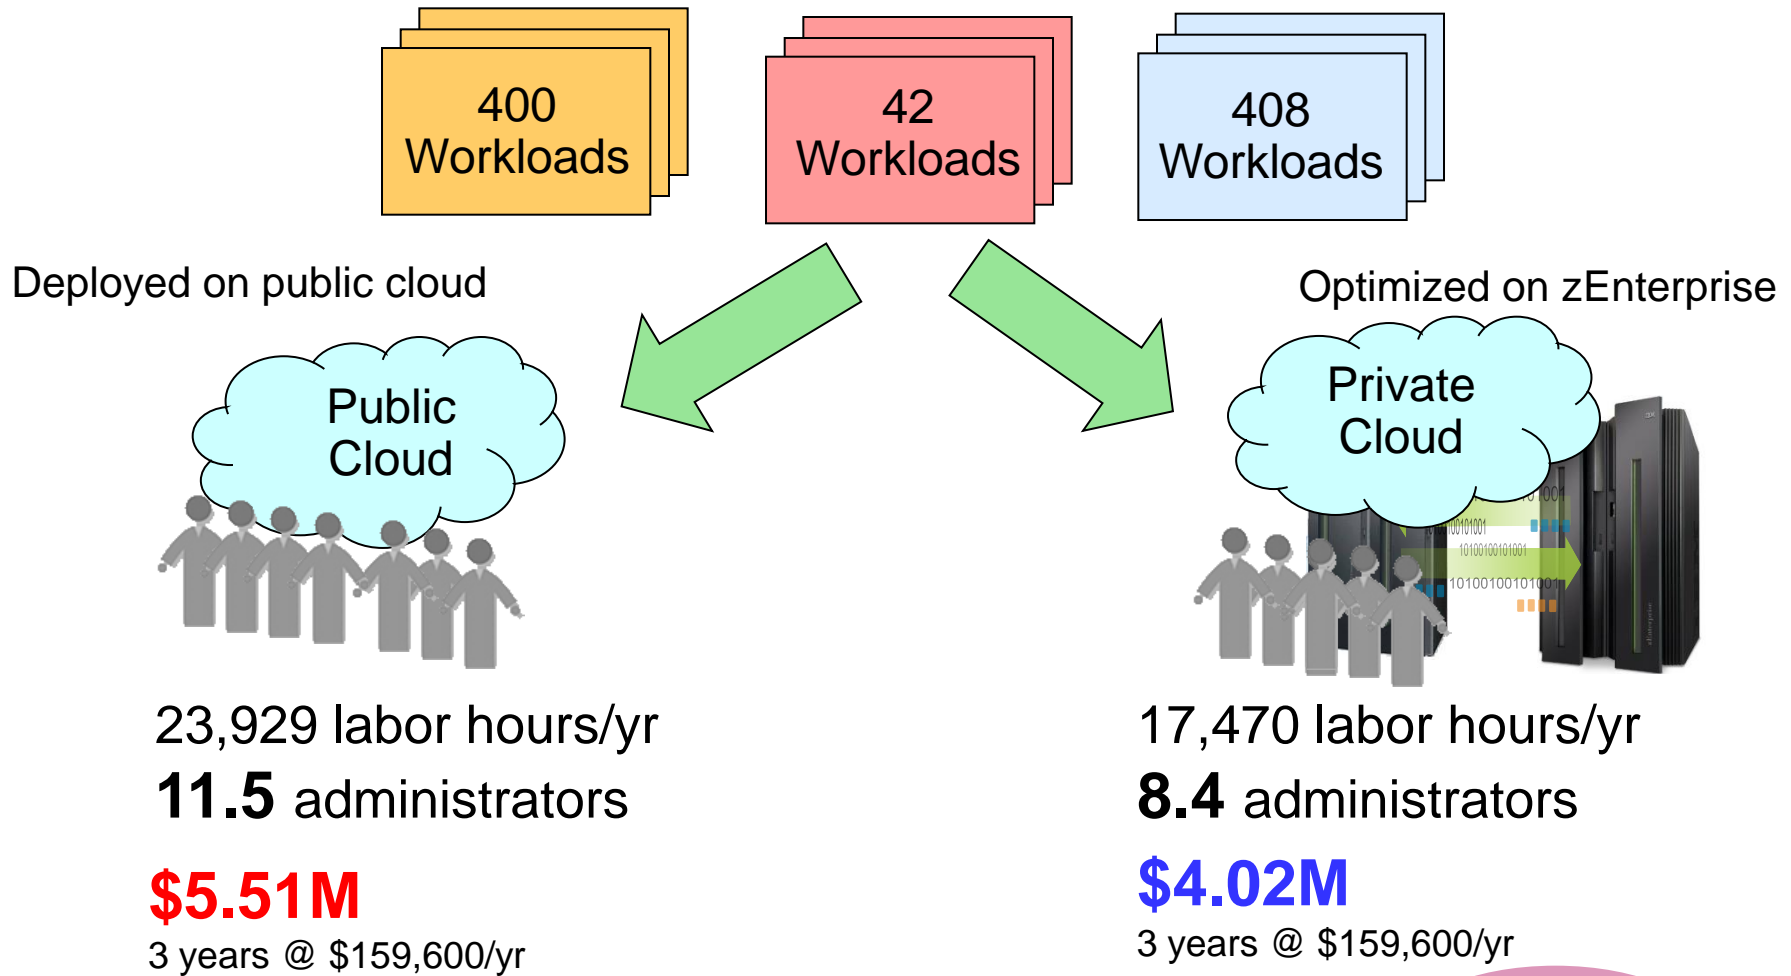 400
Workloads
42
Workloads
408
Workloads
Deployed on public cloud
Optimized on zEnterprise
Public
Cloud
Private
Cloud
10100100101001
10100100101001
23,929 labor hours/yr
11.5 administrators
$5.51M
3 years @ $159,600/yr
17,470 labor hours/yr
8.4 administrators
$4.02M
3 years @ $159,600/yr